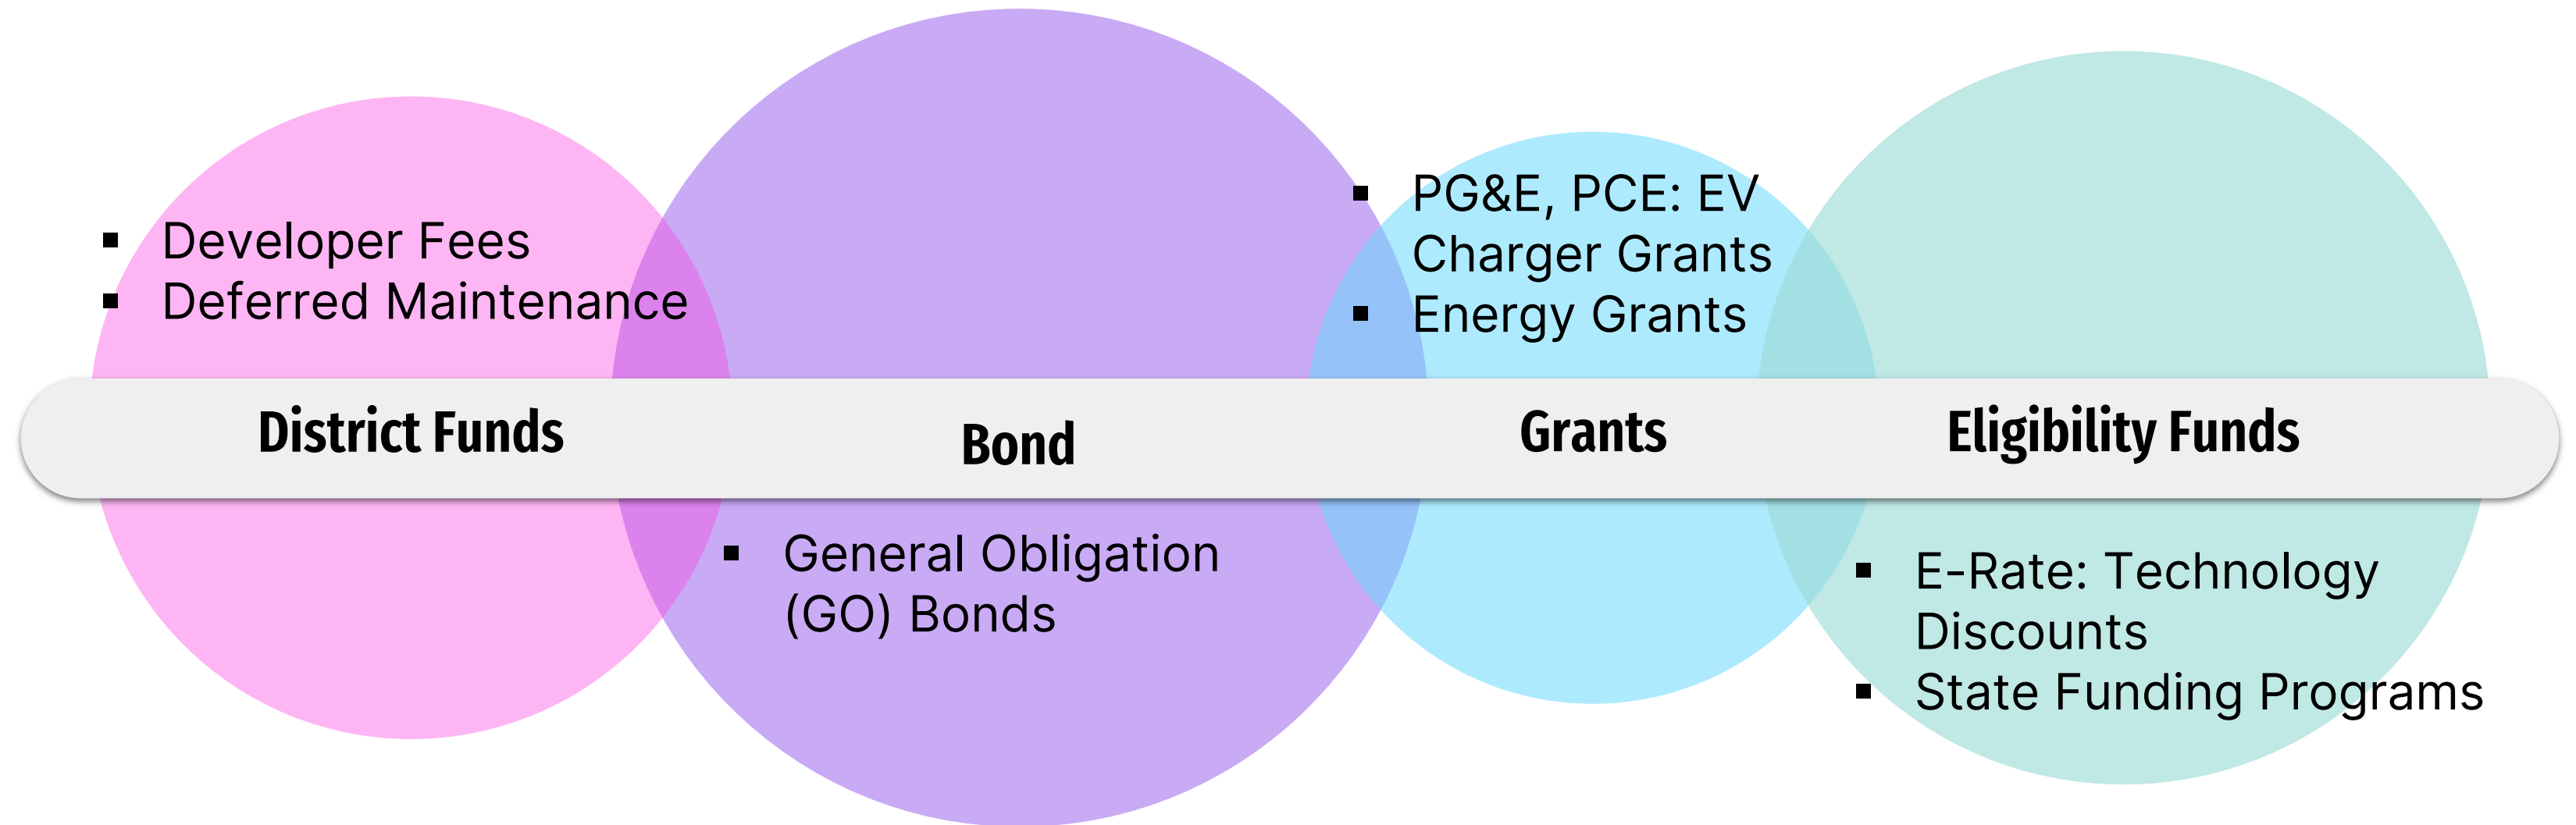 ▪ Developer Fees
▪ Deferred Maintenance
District Funds
Bond
▪ General Obligation
(GO) Bonds
▪ PG&E, PCE: EV
Charger Grants
▪ Energy Grants
Grants
Eligibility Funds
▪ E-Rate: Technology
Discounts
▪ State Funding Programs